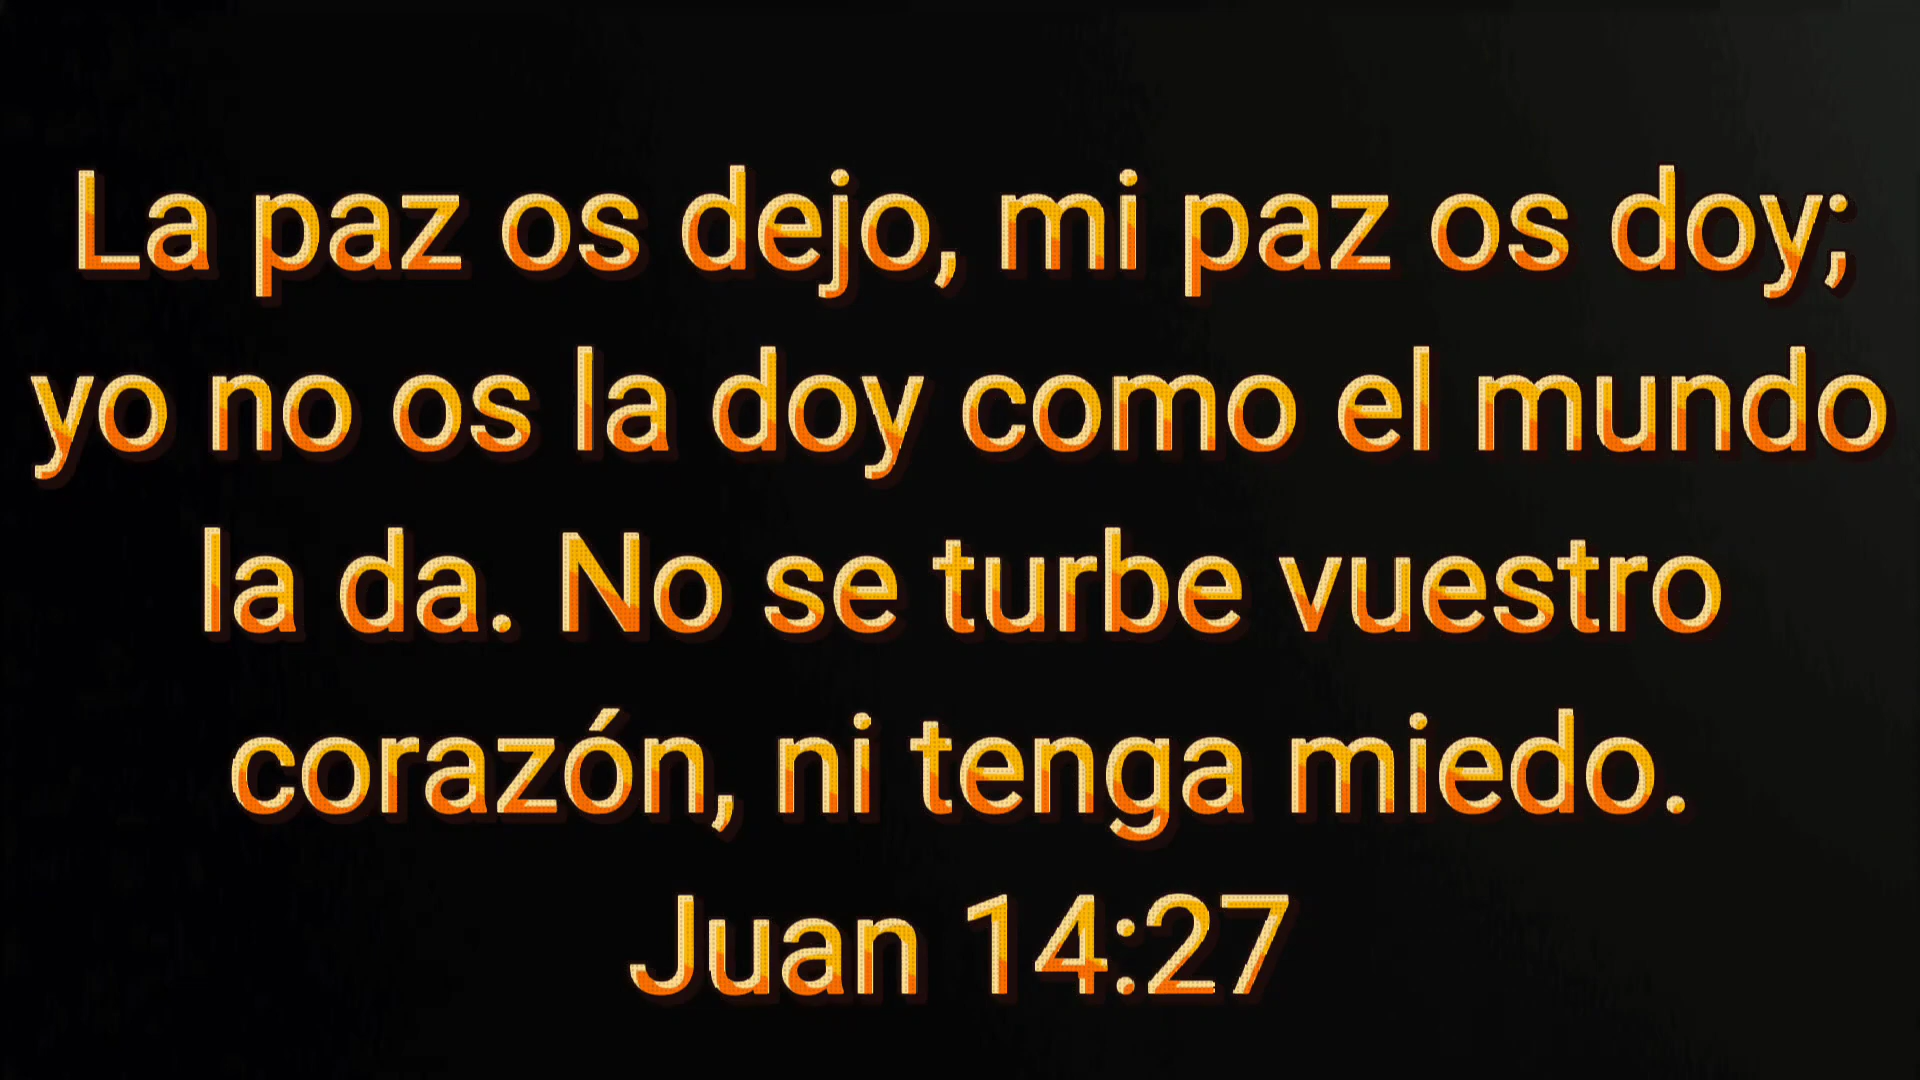 La paz os dejo, mi paz os doy;
yo no os la doy como el mundo
la da. No se turbe vuestro
corazón, ni tenga miedo.
Juan 14:27